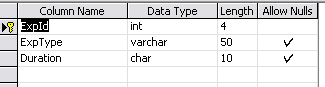 Column Name Data Type Length Allow Nulls
ExpId int 4
ExpType varchar 50 ✓
Duration char 10 ✓